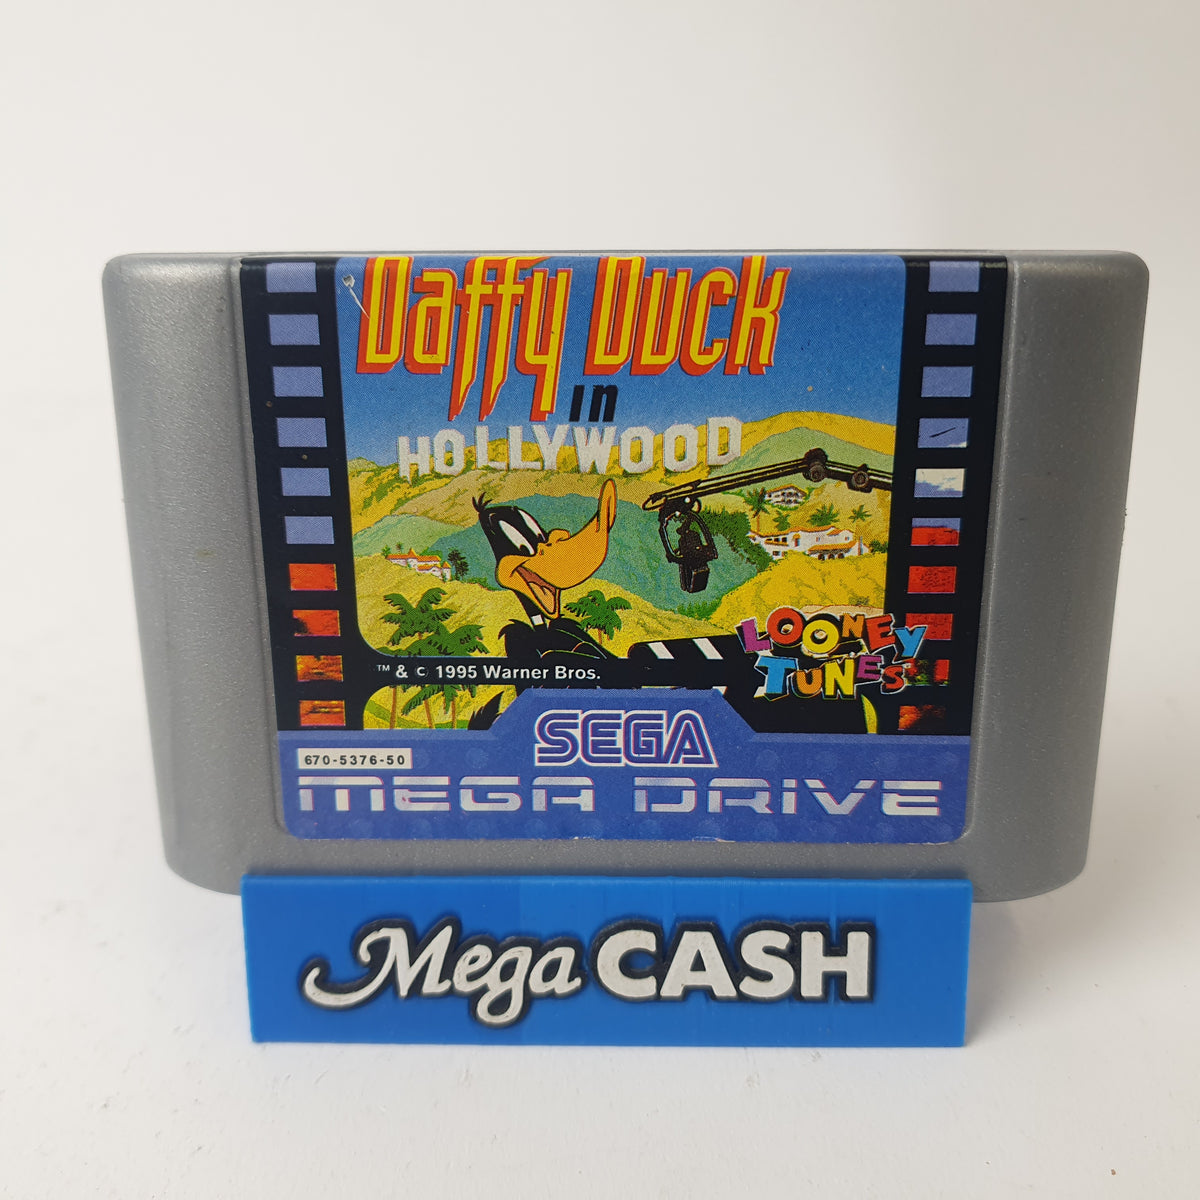 Daffy Duck
in
HOLLYWOOD
LOONEY
TUNES
™ & © 1995 Warner Bros.
SEGA
670-5376-50
MEGA DRIVE
Mega CASH